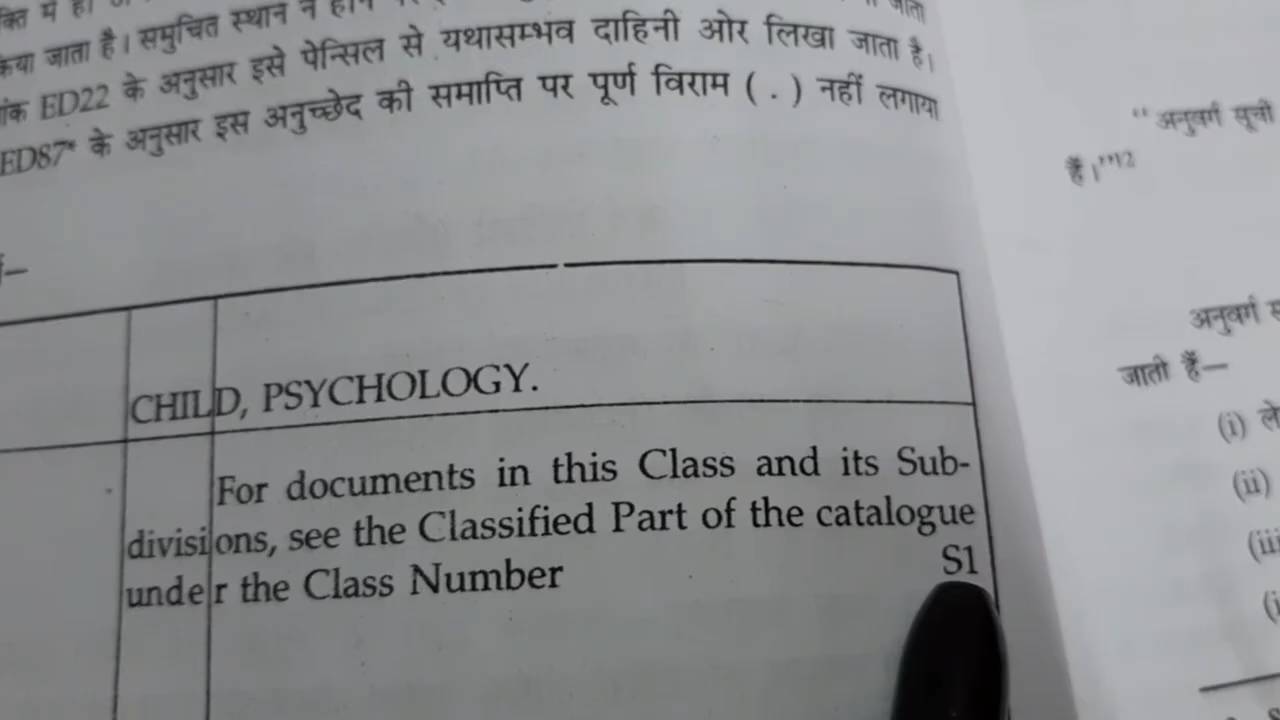 किया जाता है। समुचित स्थान न होने पर
जाता
ED22 के अनुसार इसे पेन्सिल से यथासम्भव दाहिनी ओर लिखा जाता है।
ED87* के अनुसार इस अनुच्छेद की समाप्ति पर पूर्ण विराम ( . ) नहीं लगाया
CHILD, PSYCHOLOGY.
For documents in this Class and its Sub-
divisions, see the Classified Part of the catalogue
under the Class Number S1
"अनुवर्ग सूची
हैं।"12
अनुवर्ग
जाती हैं—
(i)
(ii)